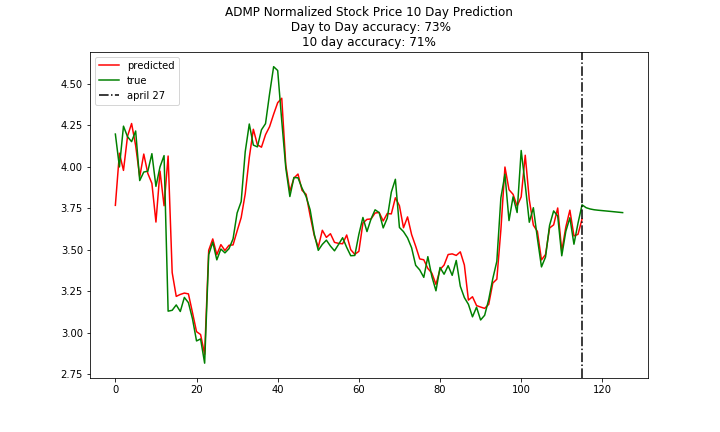 ADMP Normalized Stock Price 10 Day Prediction
Day to Day accuracy: 73%
10 day accuracy: 71%
predicted
true
april 27
4.50
4.25
4.00
3.75
3.50
3.25
3.00
2.75
0 20 40 60 80 100 120